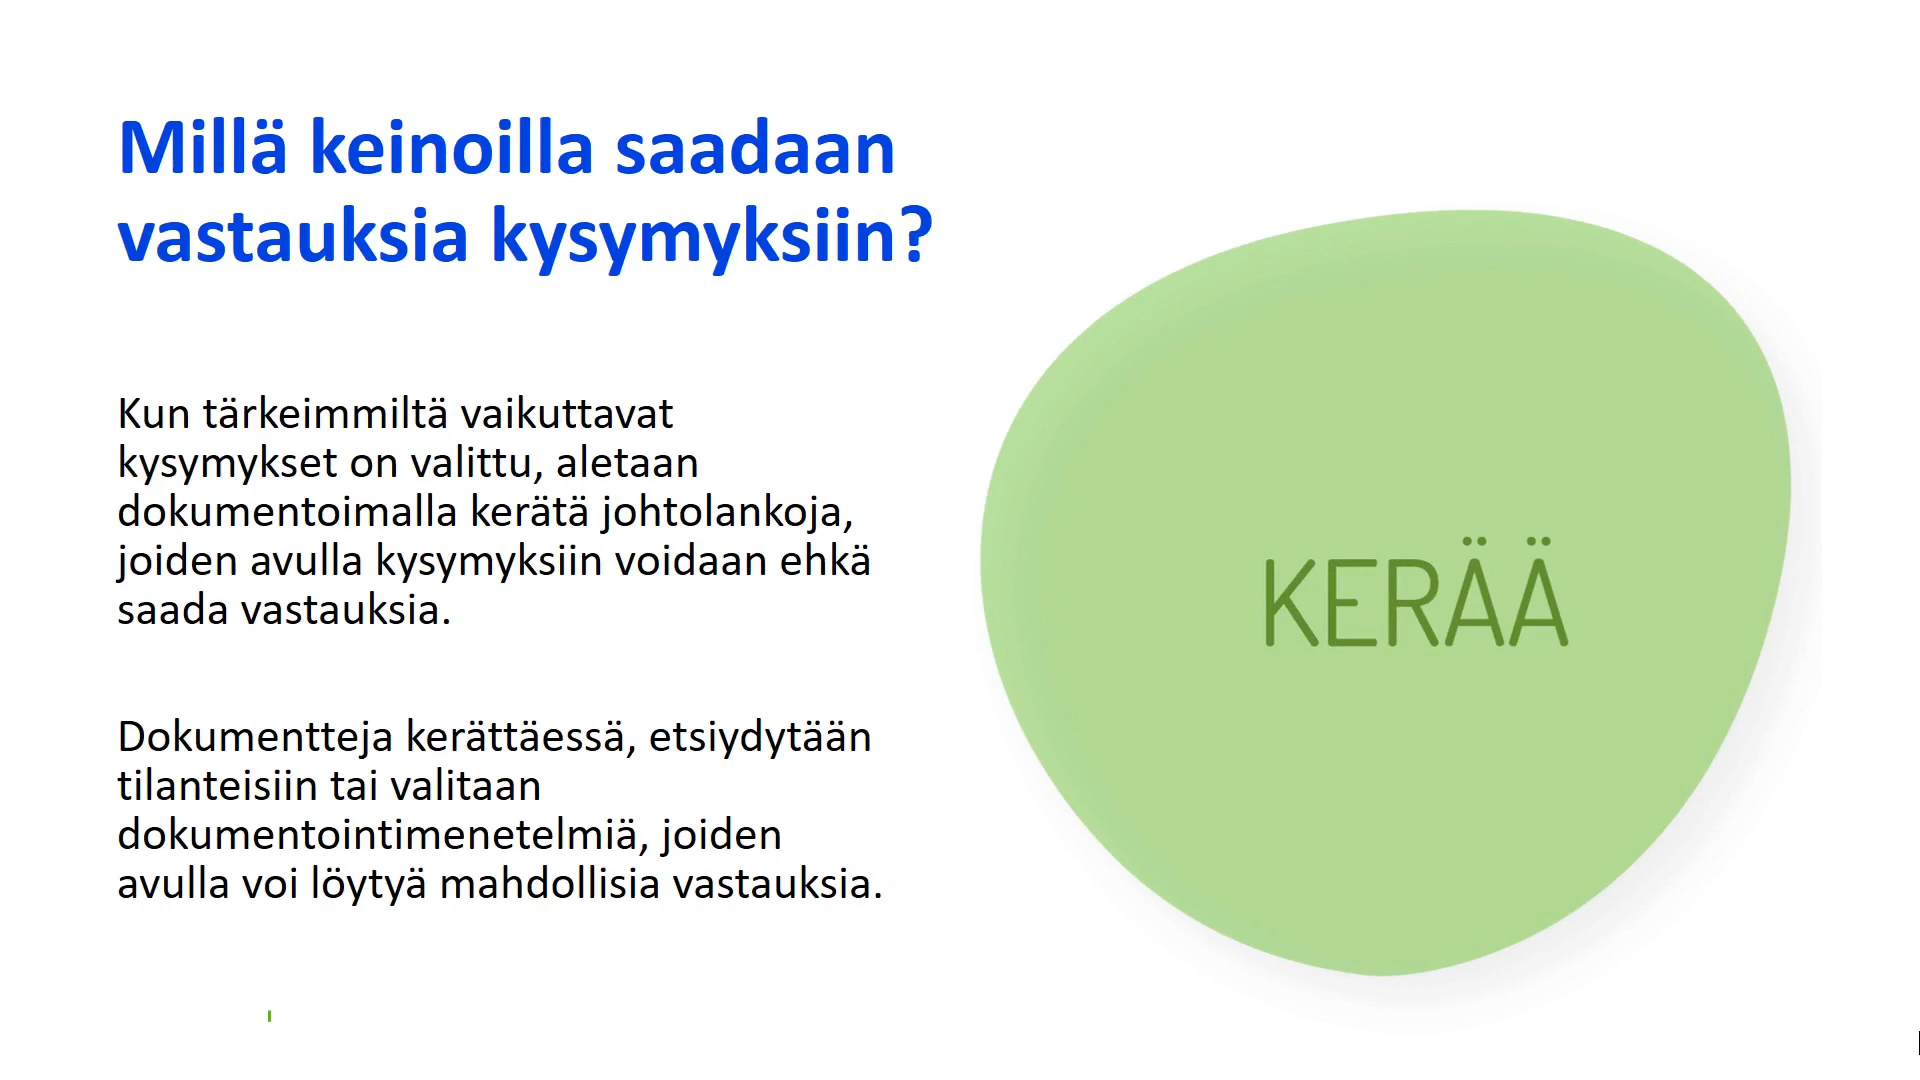 Millä keinoilla saadaan
vastauksia kysymyksiin?
Kun tärkeimmiltä vaikuttavat
kysymykset on valittu, aletaan
dokumentoimalla kerätä johtolankoja,
joiden avulla kysymyksiin voidaan ehkä
saada vastauksia.
Dokumentteja kerättäessä, etsiydytään
tilanteisiin tai valitaan
dokumentointimenetelmiä, joiden
avulla voi löytyä mahdollisia vastauksia.
KERÄÄ